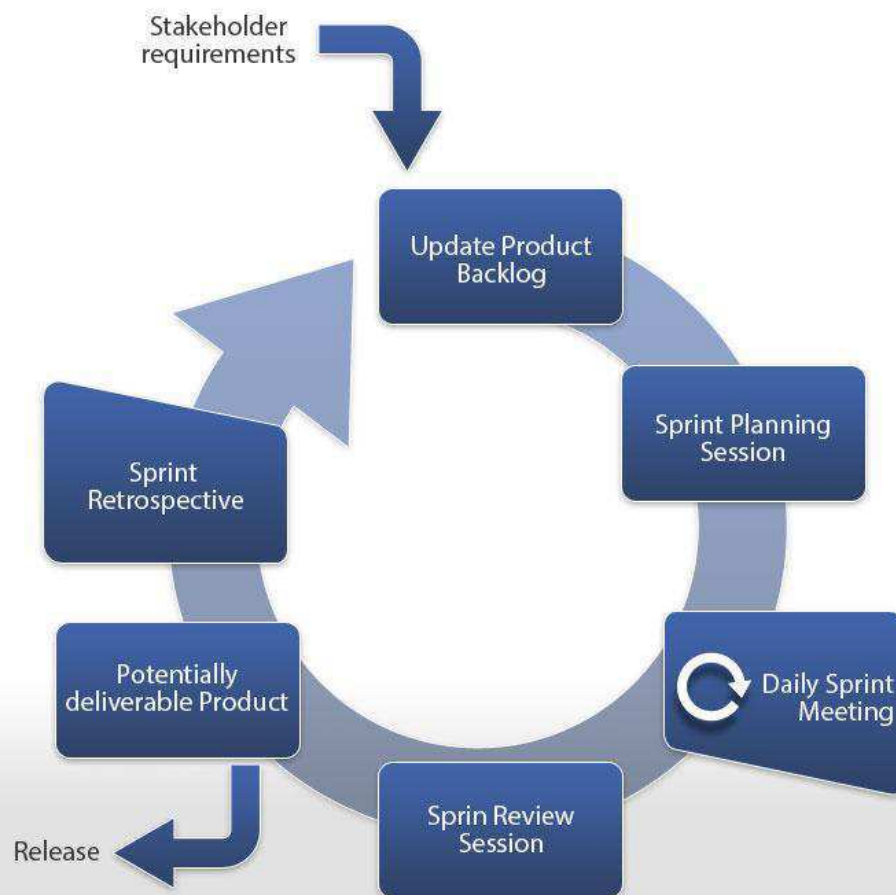 Stakeholder
requirements
Update Product
Backlog
Sprint Planning
Session
Daily Sprint
Meeting
Sprin Review
Session
Potentially
deliverable Product
Release
Sprint
Retrospective